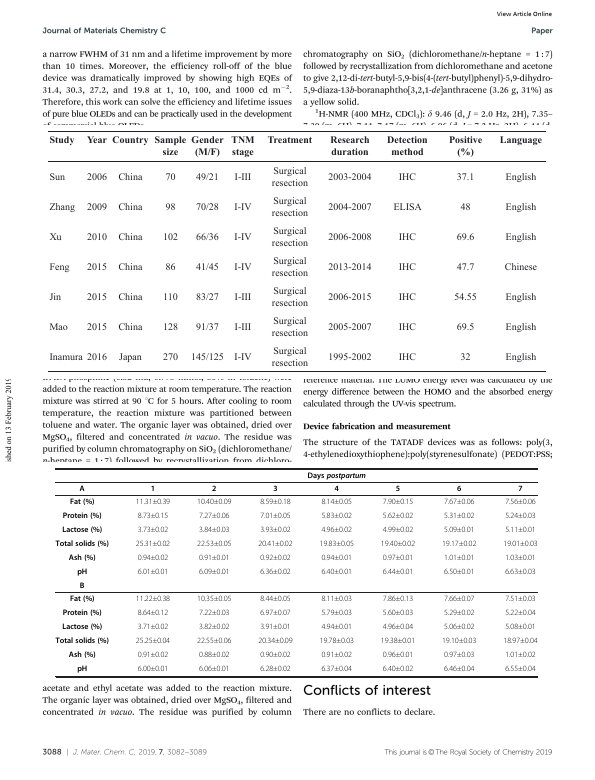 View Article Online
Journal of Materials Chemistry C
Paper
a narrow FWHM of 31 nm and a lifetime improvement by more
than 10 times. Moreover, the efficiency roll-off of the blue
device was dramatically improved by showing high EQEs of
31.4, 30.3, 27.2, and 19.8 at 1, 10, 100, and 1000 cd m−2.
Therefore, this work can solve the efficiency and lifetime issues
of pure blue OLEDs and can be practically used in the development
chromatography on SiO2 (dichloromethane/n-heptane = 1 : 7)
followed by recrystallization from dichloromethane and acetone
to give 2,12-di-tert-butyl-5,9-bis(4-(tert-butyl)phenyl)-5,9-dihydro-
5,9-diaza-13b-boranaphtho[3,2,1-de]anthracene (3.26 g, 31%) as
a yellow solid.
1H-NMR (400 MHz, CDCl3): δ 9.46 (d, J = 2.0 Hz, 2H), 7.35–
Study Year Country Sample size Gender (M/F) TNM stage Treatment Research duration Detection method Positive (%) Language
Sun 2006 China 70 49/21 I-III Surgical resection 2003-2004 IHC 37.1 English
Zhang 2009 China 98 70/28 I-IV Surgical resection 2004-2007 ELISA 48 English
Xu 2010 China 102 66/36 I-IV Surgical resection 2006-2008 IHC 69.6 English
Feng 2015 China 86 41/45 I-IV Surgical resection 2013-2014 IHC 47.7 Chinese
Jin 2015 China 110 83/27 I-III Surgical resection 2006-2015 IHC 54.55 English
Mao 2015 China 128 91/37 I-III Surgical resection 2005-2007 IHC 69.5 English
Inamura 2016 Japan 270 145/125 I-IV Surgical resection 1995-2002 IHC 32 English
shed on 13 February 2019
added to the reaction mixture at room temperature. The reaction
mixture was stirred at 90 °C for 5 hours. After cooling to room
temperature, the reaction mixture was partitioned between
toluene and water. The organic layer was obtained, dried over
MgSO4, filtered and concentrated in vacuo. The residue was
purified by column chromatography on SiO2 (dichloromethane/
n-heptane = 1 : 7) followed by recrystallization from dichloro-
reference material. The LUMO energy level was calculated by the
energy difference between the HOMO and the absorbed energy
calculated through the UV-vis spectrum.
Device fabrication and measurement
The structure of the TATADF devices was as follows: poly(3,
4-ethylenedioxythiophene):poly(styrenesulfonate) (PEDOT:PSS;
Days postpartum
A 1 2 3 4 5 6 7
Fat (%) 11.31±0.39 10.40±0.09 8.59±0.18 8.14±0.05 7.90±0.15 7.67±0.06 7.56±0.06
Protein (%) 8.73±0.15 7.27±0.06 7.01±0.05 5.83±0.02 5.62±0.02 5.31±0.02 5.24±0.03
Lactose (%) 3.73±0.02 3.84±0.03 3.93±0.02 4.96±0.02 4.99±0.02 5.09±0.01 5.11±0.01
Total solids (%) 25.31±0.02 22.53±0.05 20.41±0.02 19.83±0.05 19.40±0.02 19.17±0.02 19.01±0.03
Ash (%) 0.94±0.02 0.91±0.01 0.92±0.02 0.94±0.01 0.97±0.01 1.01±0.01 1.03±0.01
pH 6.01±0.01 6.09±0.01 6.36±0.02 6.40±0.01 6.44±0.01 6.50±0.01 6.63±0.03
B
Fat (%) 11.22±0.38 10.35±0.05 8.44±0.05 8.11±0.03 7.86±0.13 7.66±0.07 7.51±0.03
Protein (%) 8.64±0.12 7.22±0.03 6.97±0.07 5.79±0.03 5.60±0.03 5.29±0.02 5.22±0.04
Lactose (%) 3.71±0.02 3.82±0.02 3.91±0.01 4.94±0.01 4.96±0.04 5.06±0.02 5.08±0.01
Total solids (%) 25.25±0.04 22.55±0.06 20.34±0.09 19.78±0.03 19.38±0.01 19.10±0.03 18.97±0.04
Ash (%) 0.91±0.02 0.88±0.02 0.90±0.02 0.91±0.02 0.96±0.01 0.97±0.03 1.01±0.02
pH 6.00±0.01 6.06±0.01 6.28±0.02 6.37±0.04 6.40±0.02 6.46±0.04 6.55±0.04
acetate and ethyl acetate was added to the reaction mixture.
The organic layer was obtained, dried over MgSO4, filtered and
concentrated in vacuo. The residue was purified by column
Conflicts of interest
There are no conflicts to declare.
3088 | J. Mater. Chem. C, 2019, 7, 3082–3089
This journal is © The Royal Society of Chemistry 2019